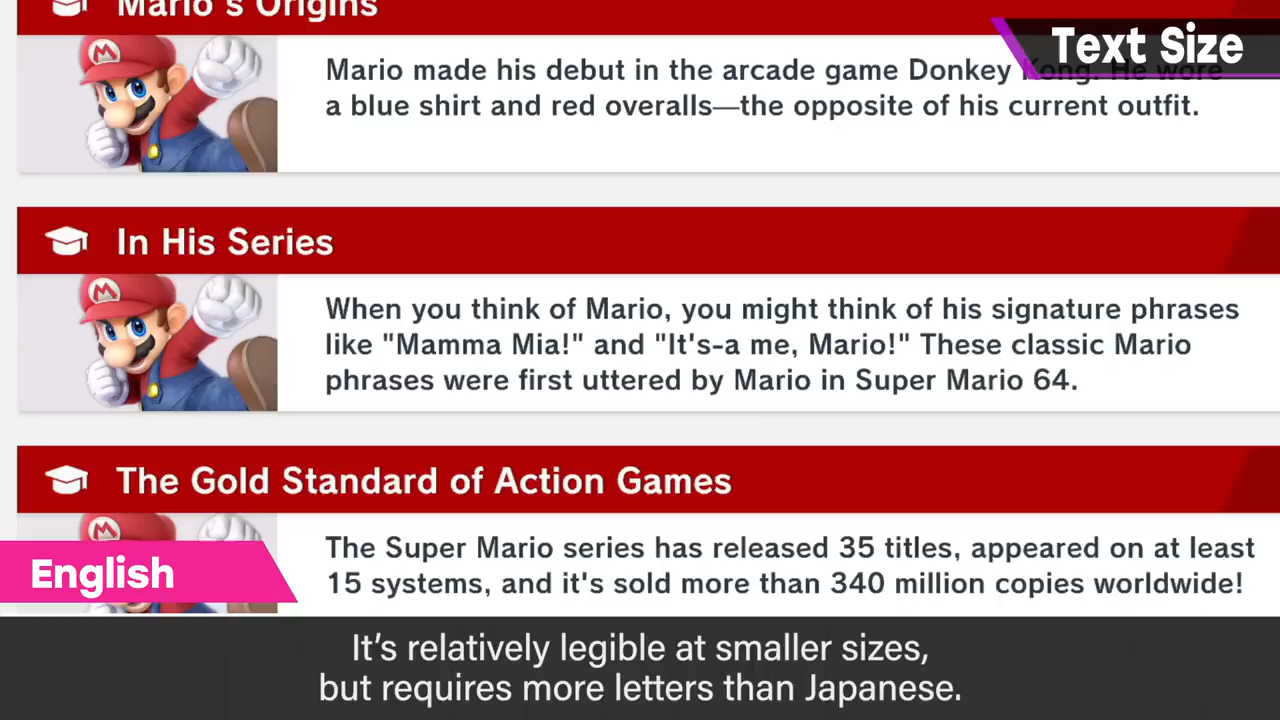 Mario's Origins
Text Size
Mario made his debut in the arcade game Donkey Kong. He wore
a blue shirt and red overalls—the opposite of his current outfit.
In His Series
When you think of Mario, you might think of his signature phrases
like "Mamma Mia!" and "It's-a me, Mario!" These classic Mario
phrases were first uttered by Mario in Super Mario 64.
The Gold Standard of Action Games
The Super Mario series has released 35 titles, appeared on at least
15 systems, and it's sold more than 340 million copies worldwide!
English
It’s relatively legible at smaller sizes,
but requires more letters than Japanese.